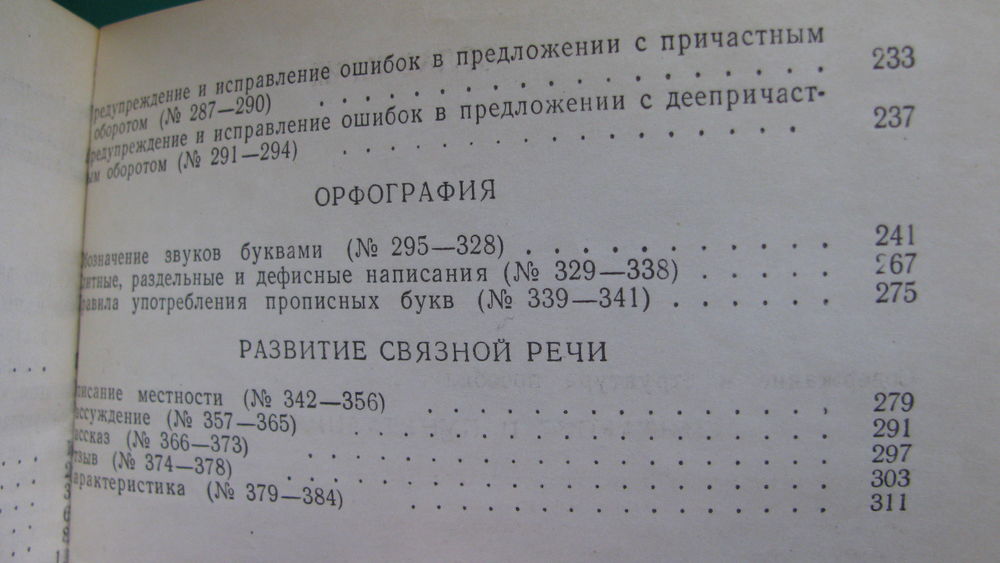 Предупреждение и исправление ошибок в предложении с причастным
оборотом (№ 287—290) . . . . . . . . . . . . . . . . 233
Предупреждение и исправление ошибок в предложении с деепричаст-
ным оборотом (№ 291—294) . . . . . . . . . . . . . . 237
ОРФОГРАФИЯ
Обозначение звуков буквами (№ 295—328) . . . . . . . . . . . 241
Слитные, раздельные и дефисные написания (№ 329—338) . . . . . 267
Правила употребления прописных букв (№ 339—341) . . . . . . 275
РАЗВИТИЕ СВЯЗНОЙ РЕЧИ
Описание местности (№ 342—356) . . . . . . . . . . . . . . 279
Рассуждение (№ 357—365) . . . . . . . . . . . . . . 291
Рассказ (№ 366—373) . . . . . . . . . . . . . . . . . . 297
Отзыв (№ 374—378) . . . . . . . . . . . . . . . . . . . 303
Характеристика (№ 379—384) . . . . . . . . . . . . . . . 311